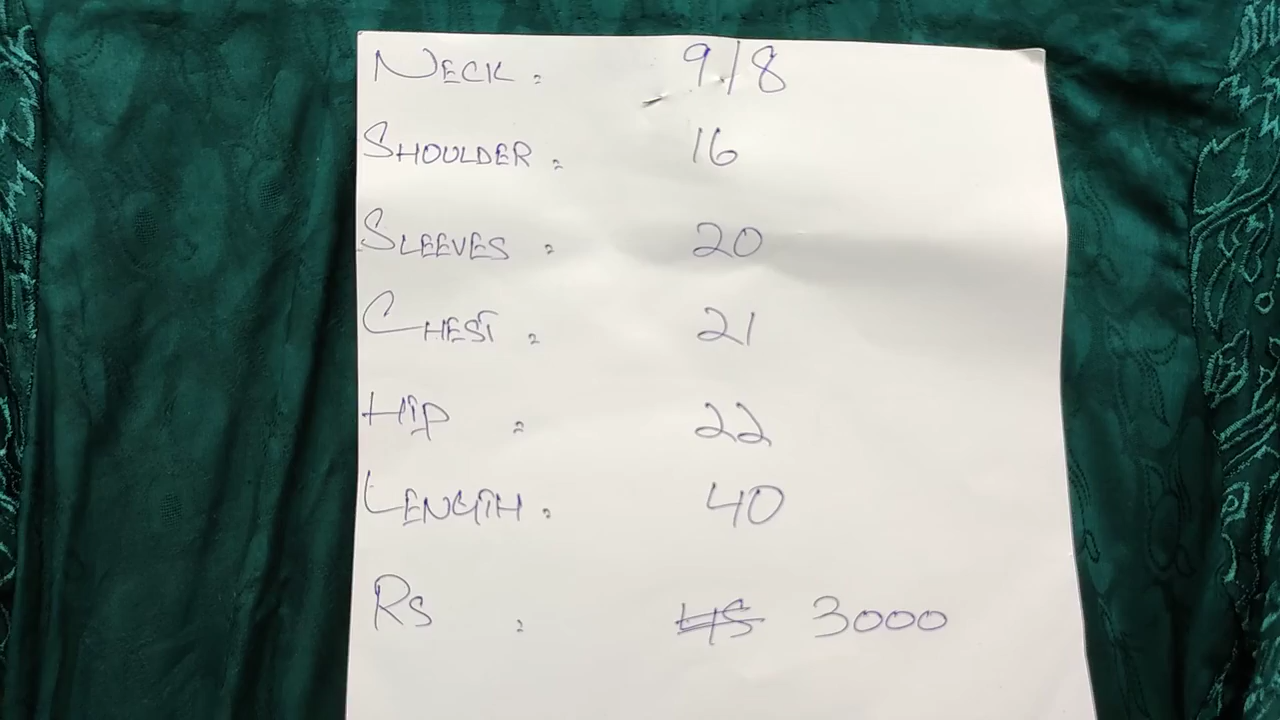 NECK : 9/8
SHOULDER : 16
SLEEVES : 20
CHEST : 21
HIP : 22
LENGTH : 40
RS : 3000